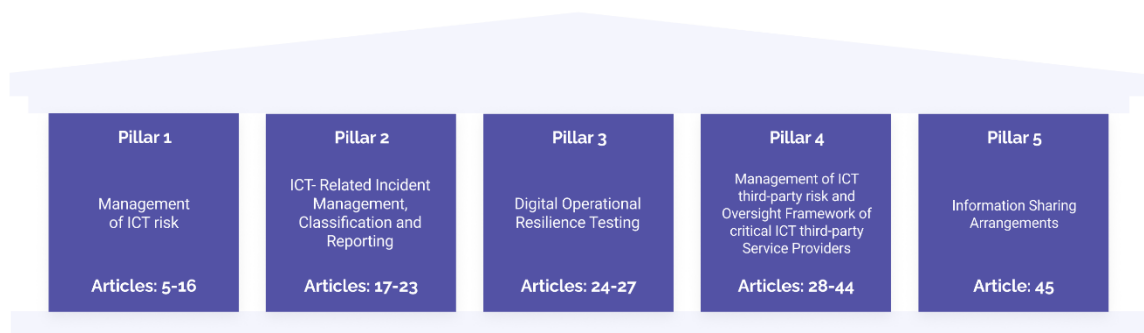 Pillar 1
Management
of ICT risk
Articles: 5-16
Pillar 2
ICT- Related Incident
Management,
Classification and
Reporting
Articles: 17-23
Pillar 3
Digital Operational
Resilience Testing
Articles: 24-27
Pillar 4
Management of ICT
third-party risk and
Oversight Framework of
critical ICT third-party
Service Providers
Articles: 28-44
Pillar 5
Information Sharing
Arrangements
Article: 45